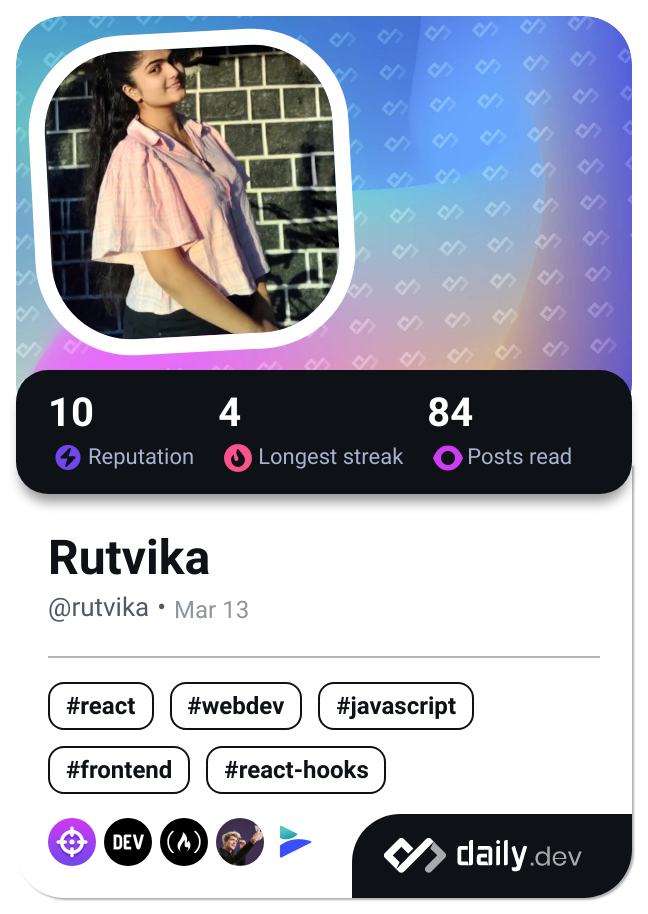 10 4 84
Reputation Longest streak Posts read
Rutvika
@rutvika • Mar 13
#react #webdev #javascript
#frontend #react-hooks
DEV
daily.dev